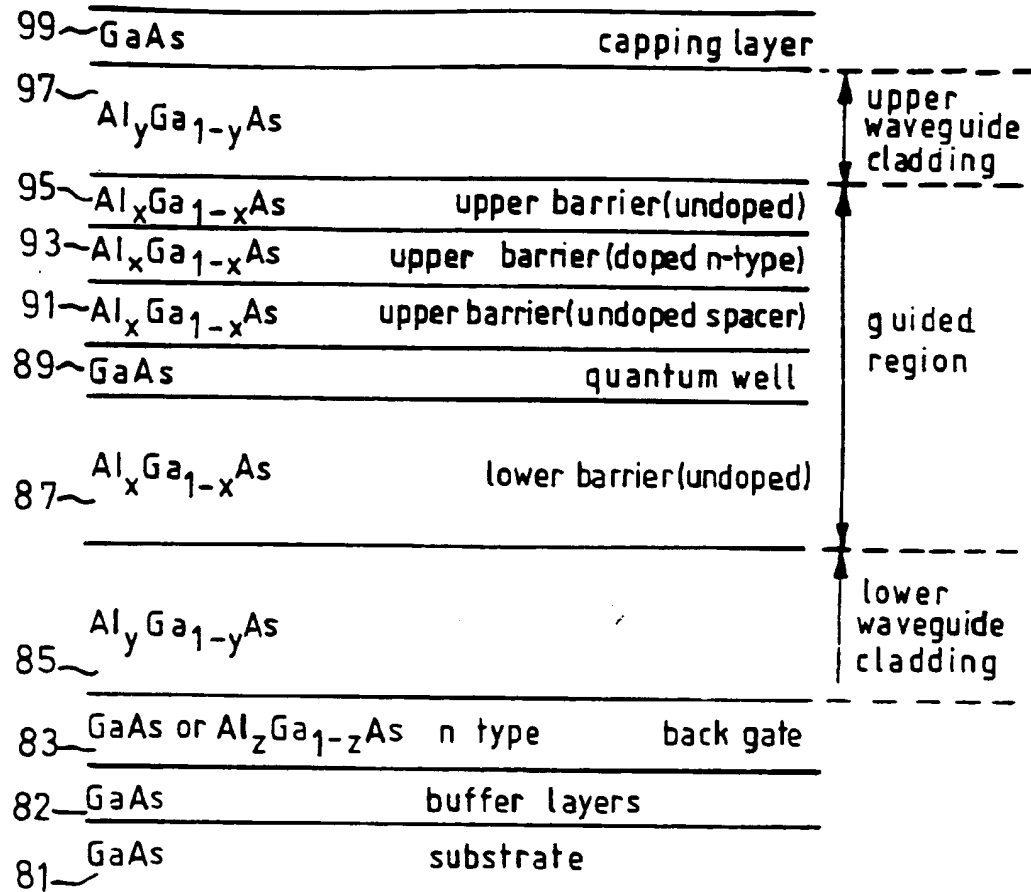 99 GaAs capping layer
97 AlyGa1-yAs
upper
waveguide
cladding
95 AlxGa1-xAs upper barrier(undoped)
93 AlxGa1-xAs upper barrier(doped n-type)
91 AlxGa1-xAs upper barrier(undoped spacer)
guided
region
89 GaAs quantum well
87 AlxGa1-xAs lower barrier(undoped)
85 AlyGa1-yAs
lower
waveguide
cladding
83 GaAs or AlzGa1-zAs n type back gate
82 GaAs buffer layers
81 GaAs substrate